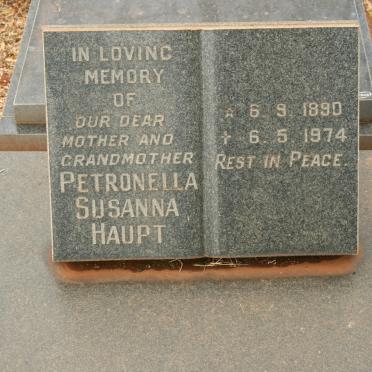 IN LOVING
MEMORY
OF
OUR DEAR
MOTHER AND
GRANDMOTHER
PETRONELLA
SUSANNA
HAUPT
☆ 6. 9. 1890
✝ 6. 5. 1974
REST IN PEACE.